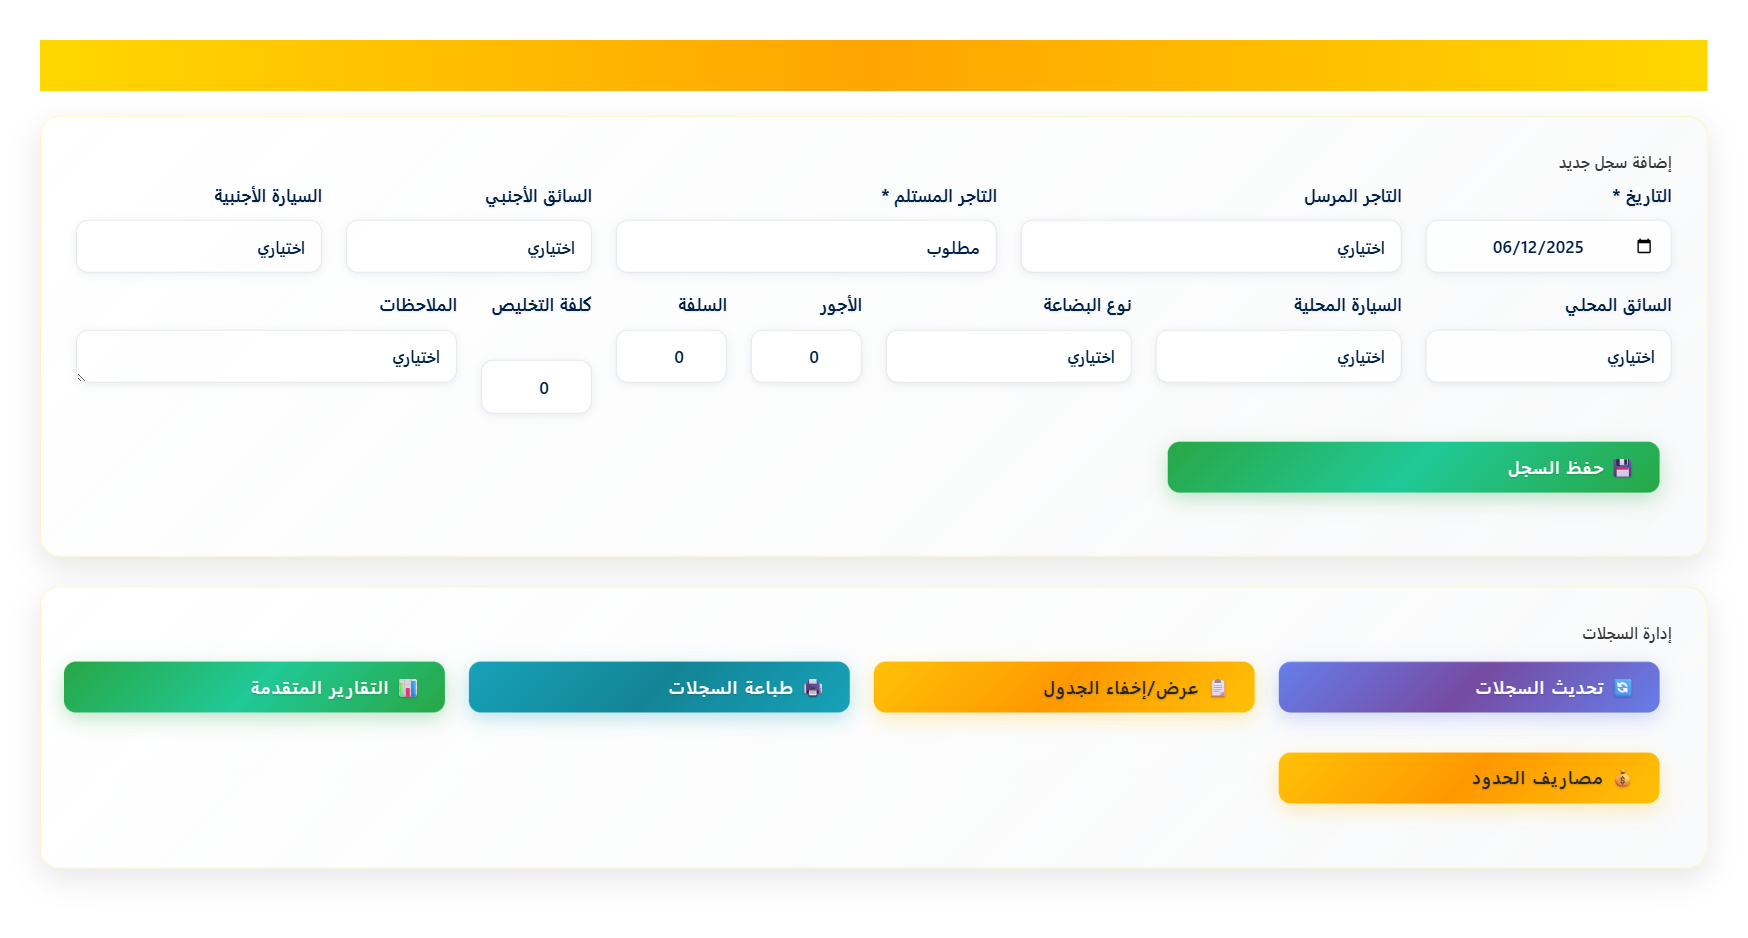 إضافة سجل جديد
التاريخ * التاجر المرسل التاجر المستلم * السائق الأجنبي السيارة الأجنبية
06/12/2025 اختياري مطلوب اختياري اختياري
السائق المحلي السيارة المحلية نوع البضاعة الأجور السلفة كلفة التخليص الملاحظات
اختياري اختياري اختياري 0 0 0 اختياري
💾 حفظ السجل
إدارة السجلات
🔄 تحديث السجلات 📋 عرض/إخفاء الجدول 🖨️ طباعة السجلات 📊 التقارير المتقدمة
💰 مصاريف الحدود